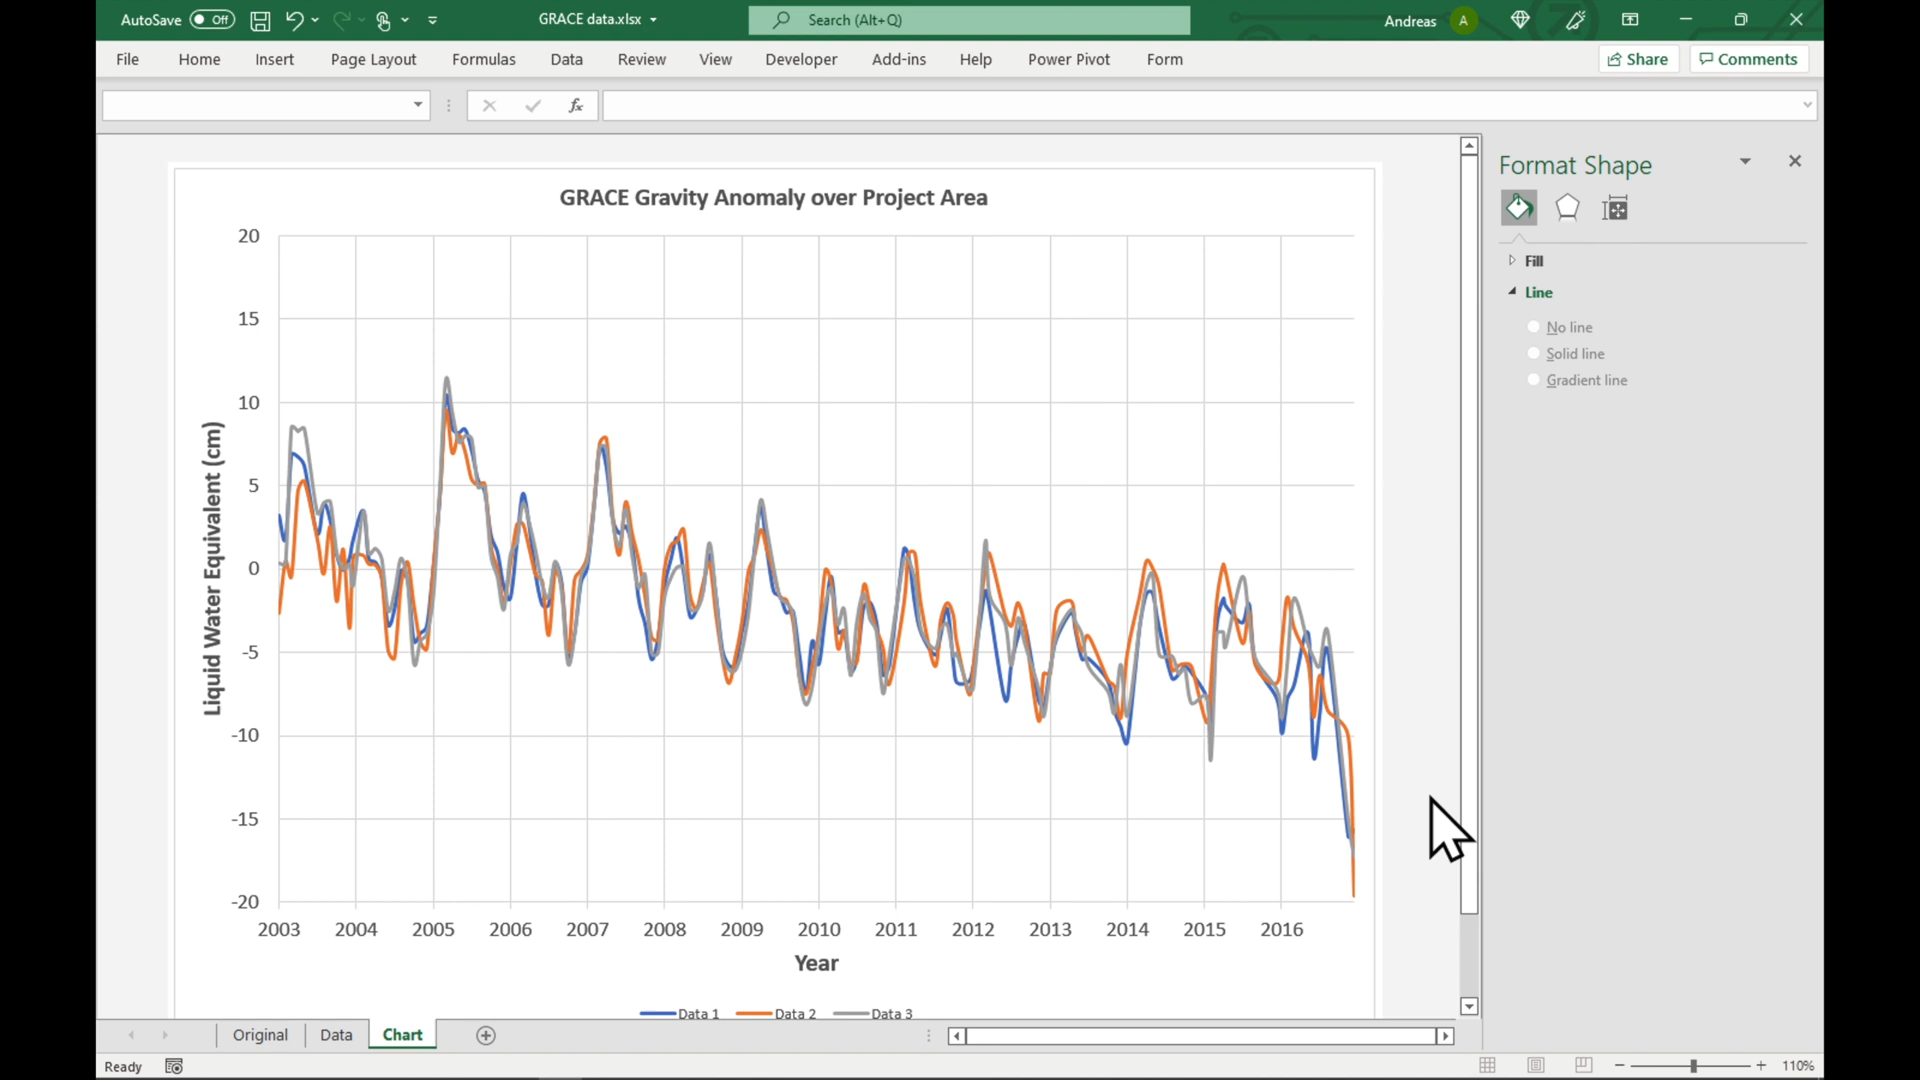 AutoSave Off GRACE data.xlsx Search (Alt+Q) Andreas A
File Home Insert Page Layout Formulas Data Review View Developer Add-ins Help Power Pivot Form Share Comments
fx
Format Shape
Fill
Line
No line
Solid line
Gradient line
GRACE Gravity Anomaly over Project Area
Liquid Water Equivalent (cm)
20
15
10
5
0
-5
-10
-15
-20
2003 2004 2005 2006 2007 2008 2009 2010 2011 2012 2013 2014 2015 2016
Year
Data 1 Data 2 Data 3
Original Data Chart
Ready 110%